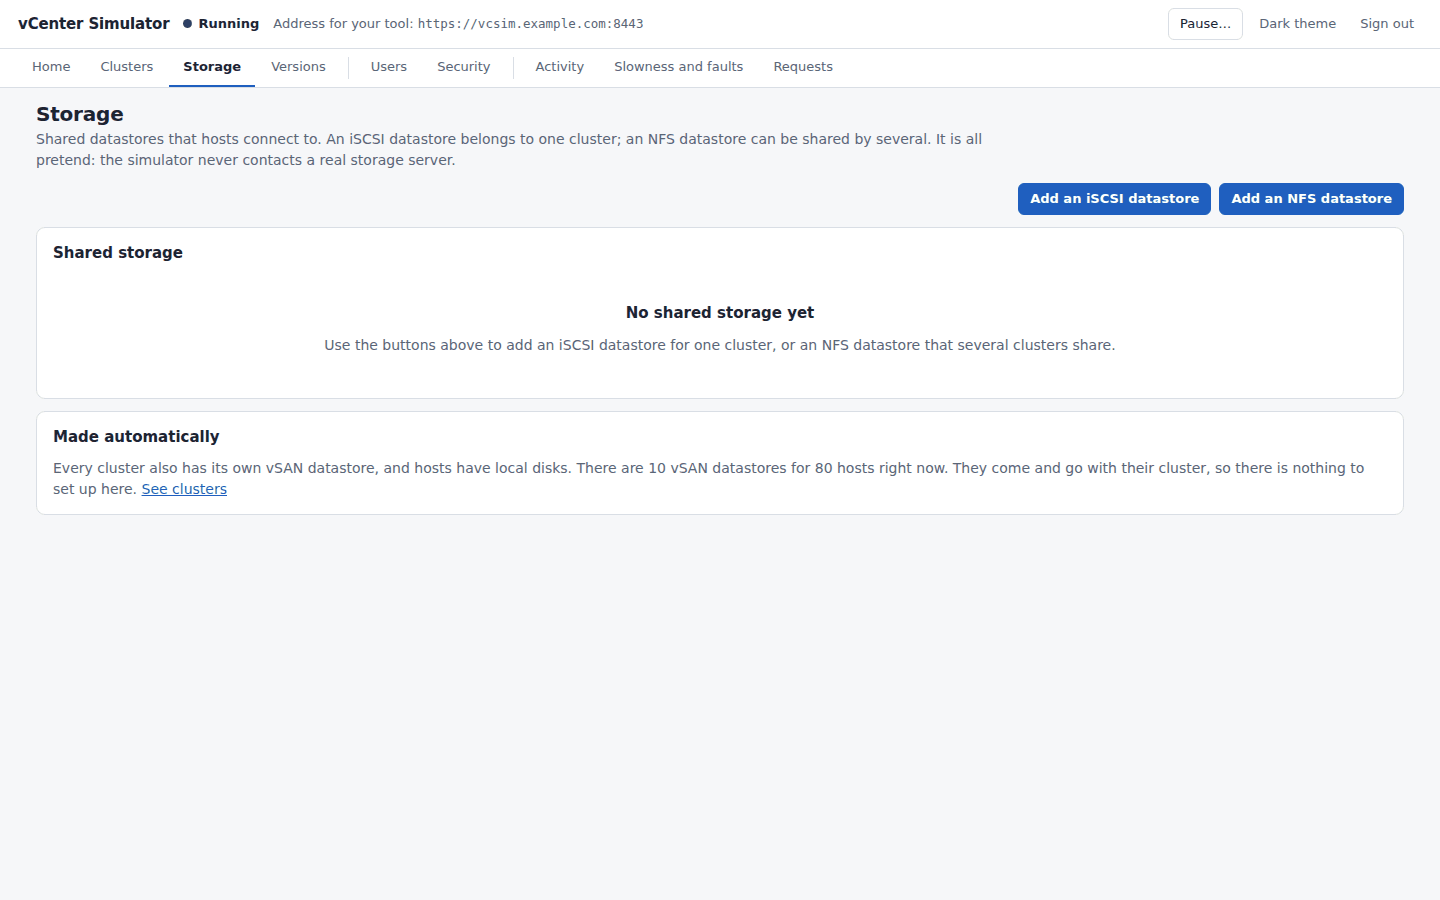 vCenter Simulator
Running
Address for your tool: https://vcsim.example.com:8443
Pause…
Dark theme
Sign out
Home
Clusters
Storage
Versions
Users
Security
Activity
Slowness and faults
Requests
Storage
Shared datastores that hosts connect to. An iSCSI datastore belongs to one cluster; an NFS datastore can be shared by several. It is all
pretend: the simulator never contacts a real storage server.
Add an iSCSI datastore
Add an NFS datastore
Shared storage
No shared storage yet
Use the buttons above to add an iSCSI datastore for one cluster, or an NFS datastore that several clusters share.
Made automatically
Every cluster also has its own vSAN datastore, and hosts have local disks. There are 10 vSAN datastores for 80 hosts right now. They come and go with their cluster, so there is nothing to
set up here. See clusters